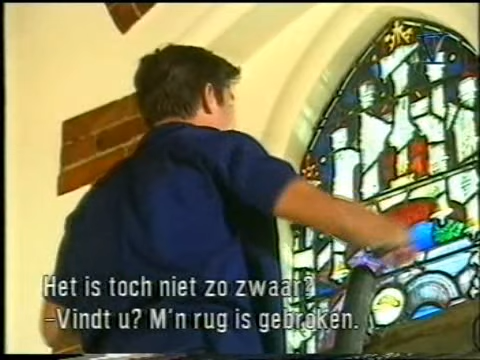 Het is toch niet zo zwaar?
-Vindt u? M'n rug is gebroken.